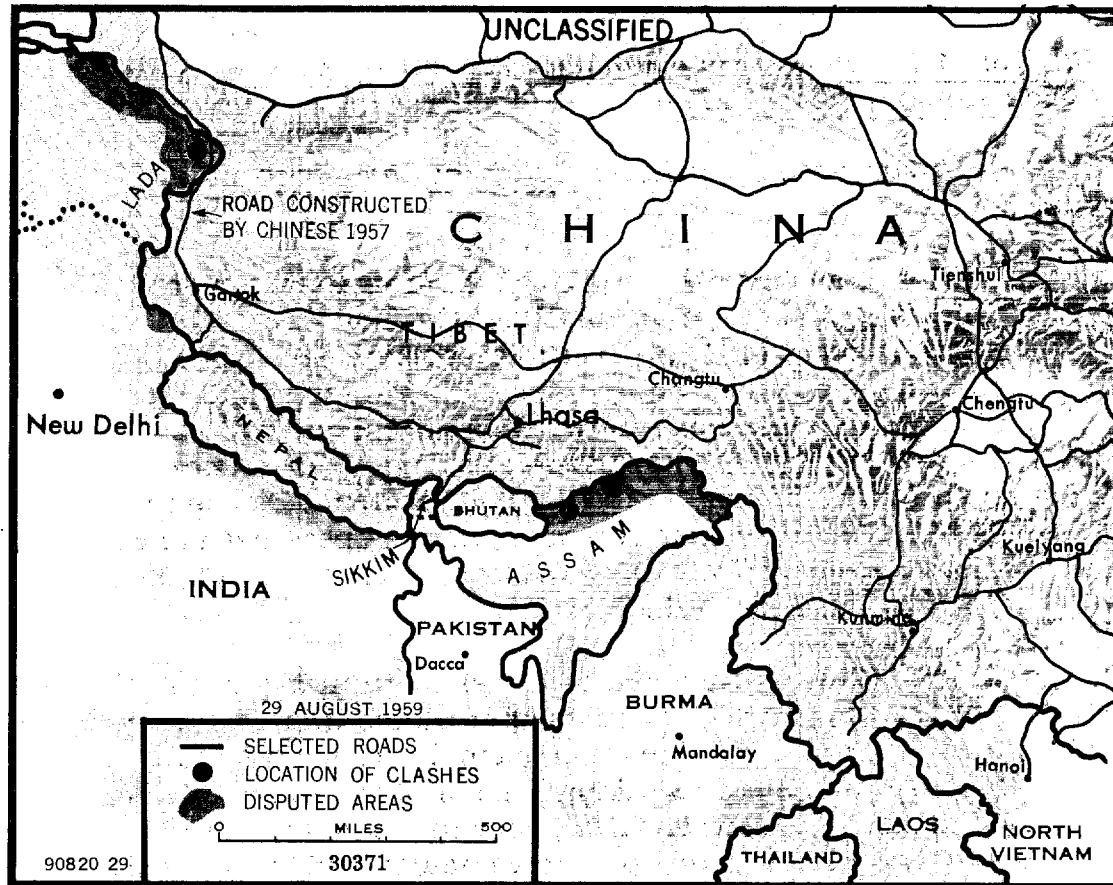 UNCLASSIFIED
LADA
ROAD CONSTRUCTED
BY CHINESE 1957
CHINA
Tienshui
Gartok
TIBET
Changtu
New Delhi
Lhasa
Chengtu
NEPAL
BHUTAN
SIKKIM
ASSAM
Kueiyang
INDIA
PAKISTAN
Dacca
Kunming
29 AUGUST 1959
BURMA
Mandalay
SELECTED ROADS
LOCATION OF CLASHES
DISPUTED AREAS
0 MILES 500
30371
90820 29
Hanoi
LAOS
NORTH
VIETNAM
THAILAND